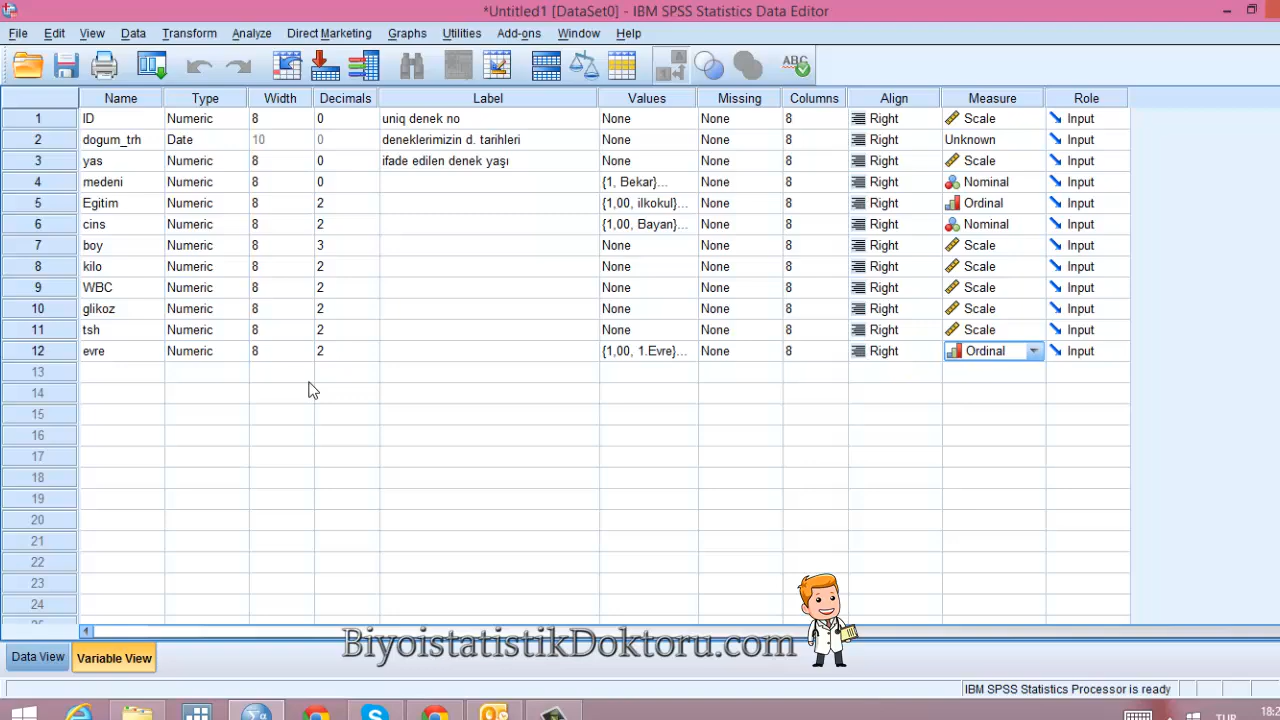 *Untitled1 [DataSet0] - IBM SPSS Statistics Data Editor
File Edit View Data Transform Analyze Direct Marketing Graphs Utilities Add-ons Window Help
Name Type Width Decimals Label Values Missing Columns Align Measure Role
1 ID Numeric 8 0 uniq denek no None None 8 Right Scale Input
2 dogum_trh Date 10 0 deneklerimizin d. tarihleri None None 8 Right Unknown Input
3 yas Numeric 8 0 ifade edilen denek yaşı None None 8 Right Scale Input
4 medeni Numeric 8 0 {1, Bekar}... None 8 Right Nominal Input
5 Egitim Numeric 8 2 {1,00, ilkokul}... None 8 Right Ordinal Input
6 cins Numeric 8 2 {1,00, Bayan}... None 8 Right Nominal Input
7 boy Numeric 8 3 None None 8 Right Scale Input
8 kilo Numeric 8 2 None None 8 Right Scale Input
9 WBC Numeric 8 2 None None 8 Right Scale Input
10 glikoz Numeric 8 2 None None 8 Right Scale Input
11 tsh Numeric 8 2 None None 8 Right Scale Input
12 evre Numeric 8 2 {1,00, 1.Evre}... None 8 Right Ordinal Input
13
14
15
16
17
18
19
20
21
22
23
24
BiyoistatistikDoktoru.com
Data View Variable View
IBM SPSS Statistics Processor is ready
TUR